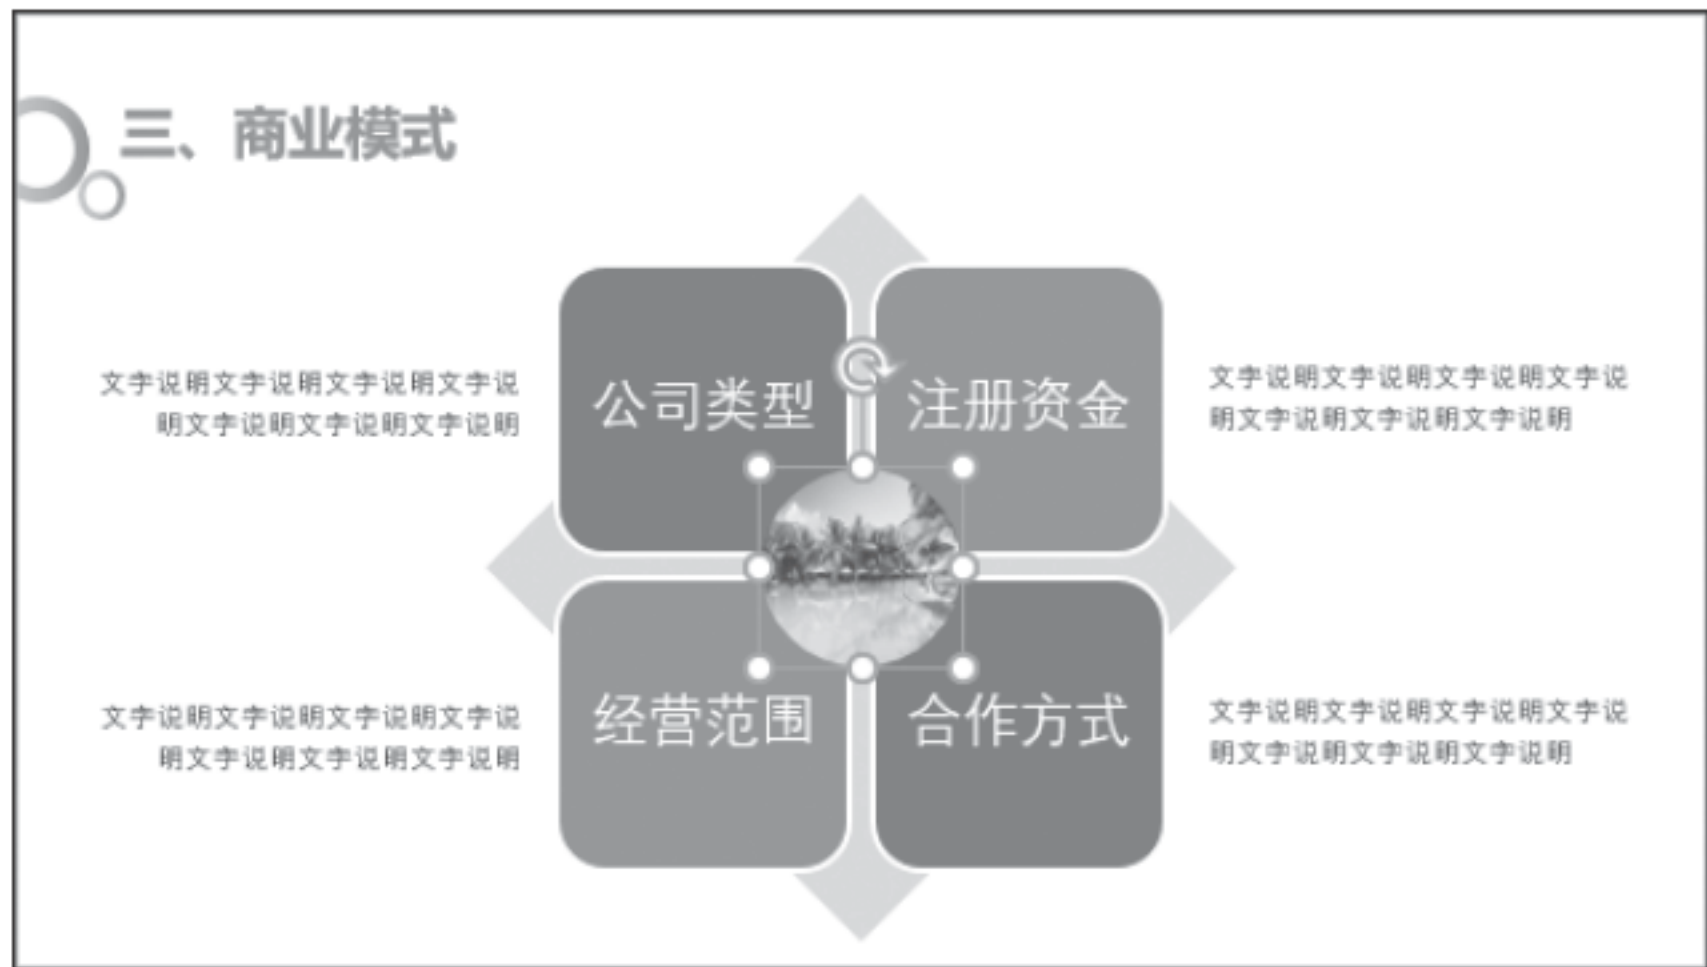 三、商业模式
公司类型
注册资金
文字说明文字说明文字说明文字说
明文字说明文字说明文字说明
文字说明文字说明文字说明文字说
明文字说明文字说明文字说明
经营范围
合作方式
文字说明文字说明文字说明文字说
明文字说明文字说明文字说明
文字说明文字说明文字说明文字说
明文字说明文字说明文字说明